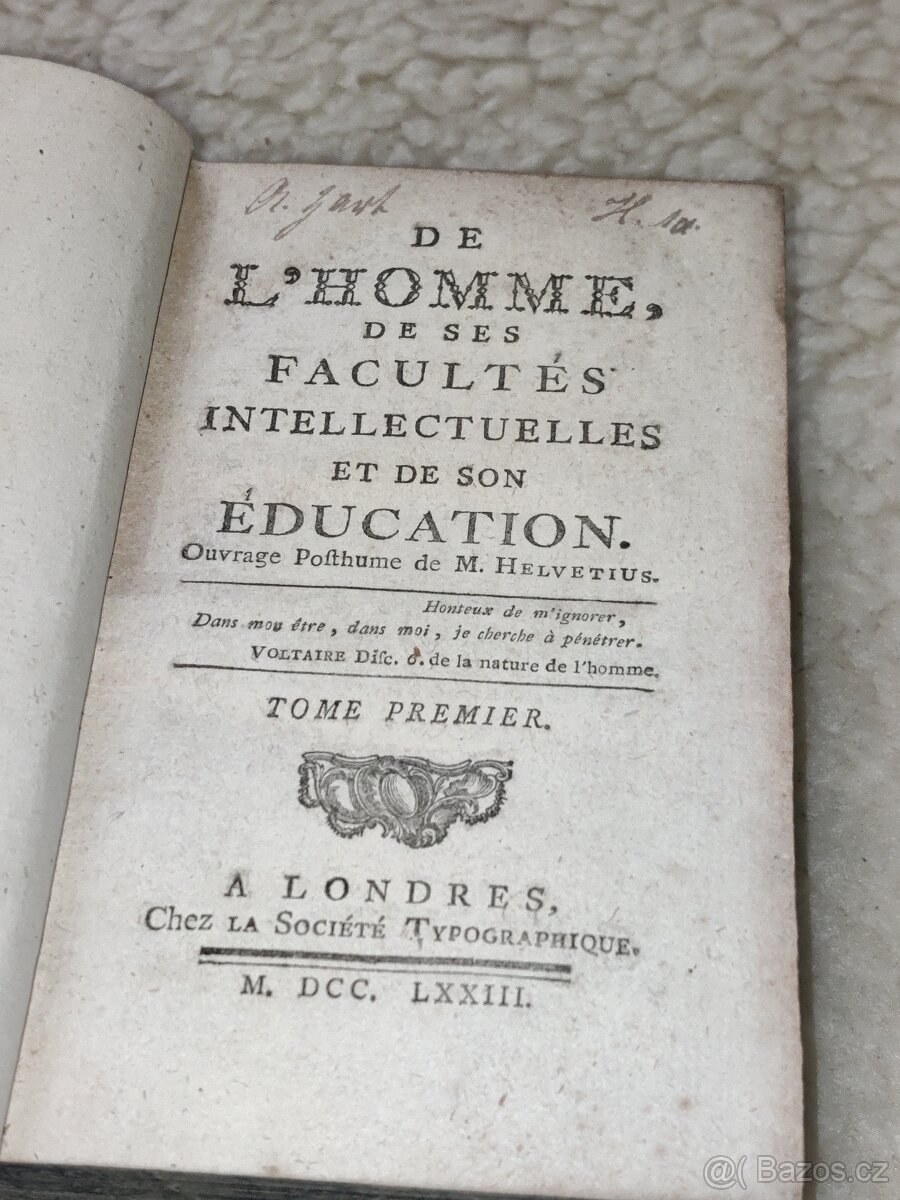 H. 1a.
DE
L'HOMME,
DE SES
FACULTÉS
INTELLECTUELLES
ET DE SON
ÉDUCATION.
Ouvrage Poſthume de M. HELVETIUS.
Honteux de m'ignorer,
Dans mou être, dans moi, je cherche à pénétrer.
VOLTAIRE Diſc. 6. de la nature de l'homme.
TOME PREMIER.
A LONDRES,
Chez LA SOCIÉTÉ TYPOGRAPHIQUE.
M. DCC. LXXIII.
@( Bazos.cz